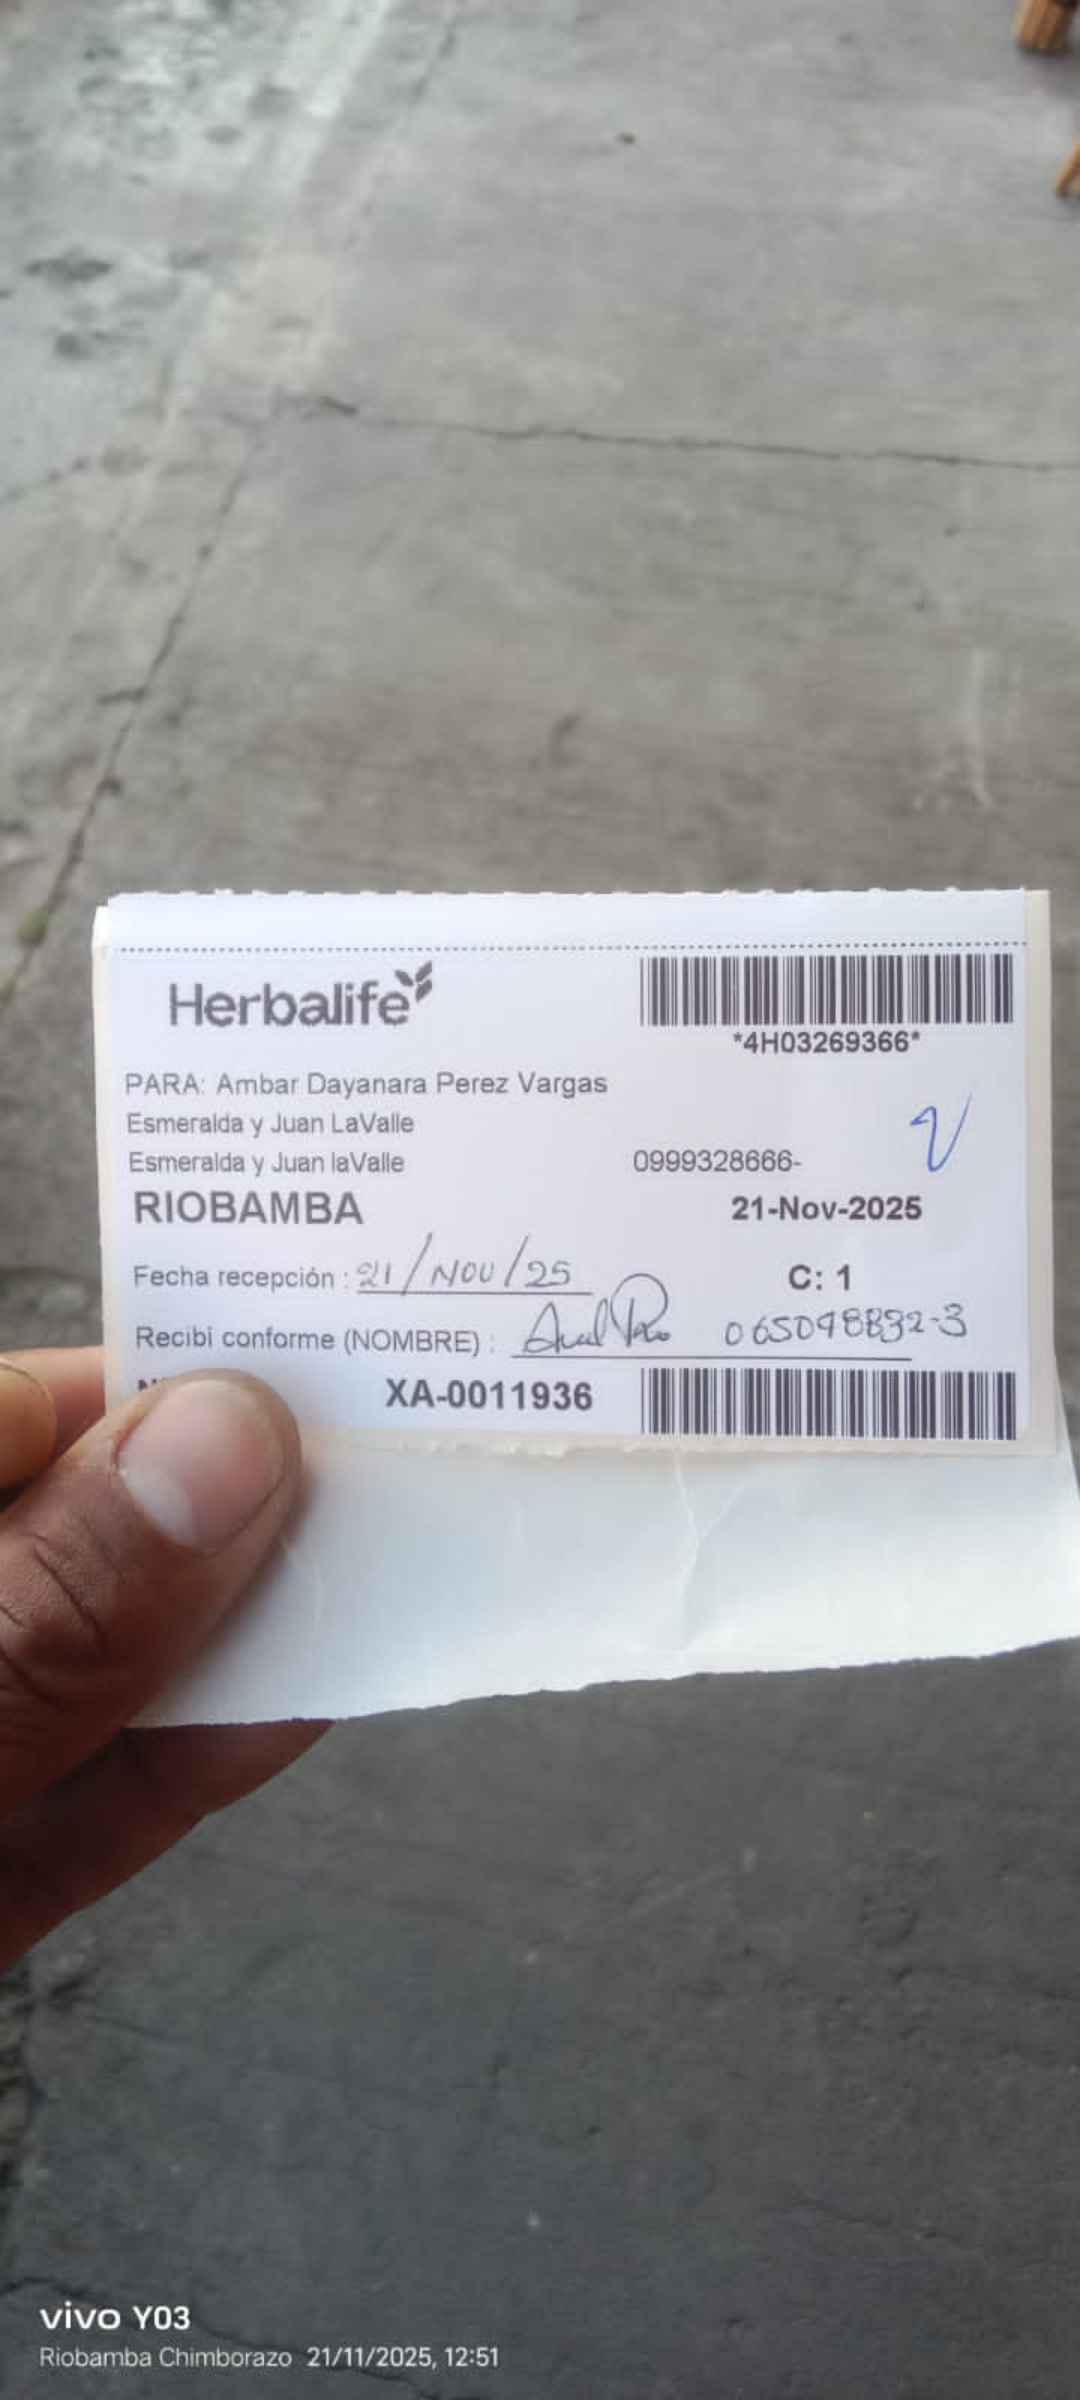 Herbalife
*4H03269366*
PARA: Ambar Dayanara Perez Vargas
Esmeralda y Juan LaValle
Esmeralda y Juan laValle 0999328666-
RIOBAMBA 21-Nov-2025
Fecha recepción : 21/NOV/25 C: 1
Recibi conforme (NOMBRE) :
XA-0011936
vivo Y03
Riobamba Chimborazo 21/11/2025, 12:51